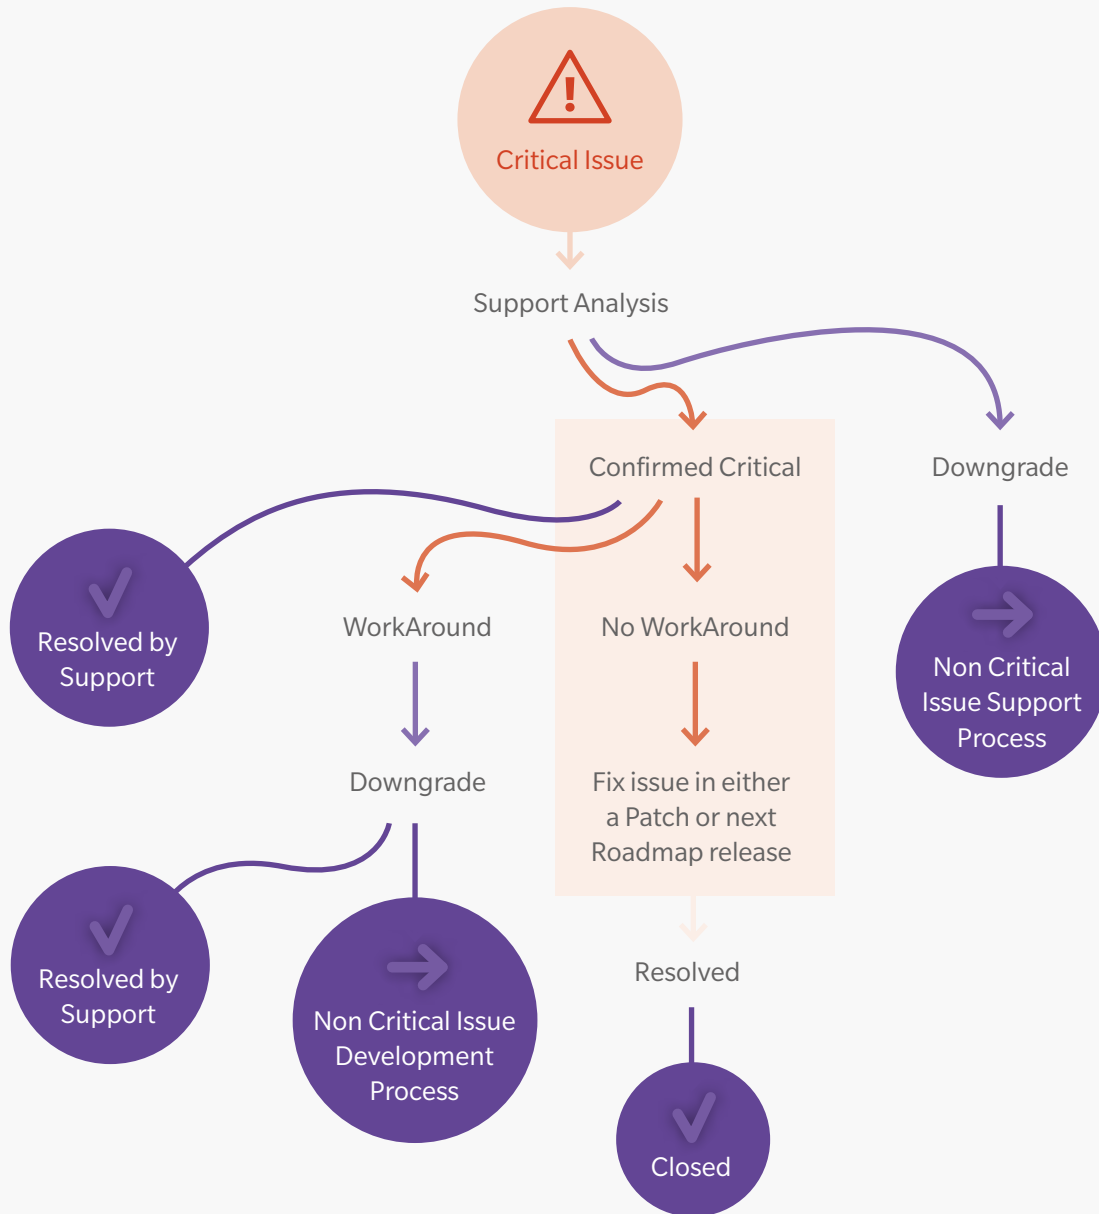 Critical Issue
Support Analysis
Confirmed Critical
Downgrade
Resolved by
Support
WorkAround
No WorkAround
Non Critical
Issue Support
Process
Downgrade
Fix issue in either
a Patch or next
Roadmap release
Resolved by
Support
Non Critical Issue
Development
Process
Resolved
Closed